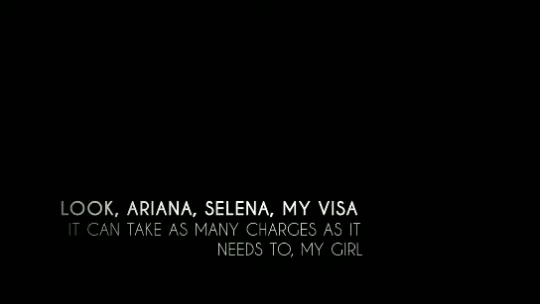 LOOK, ARIANA, SELENA, MY VISA
IT CAN TAKE AS MANY CHARGES AS IT
NEEDS TO, MY GIRL